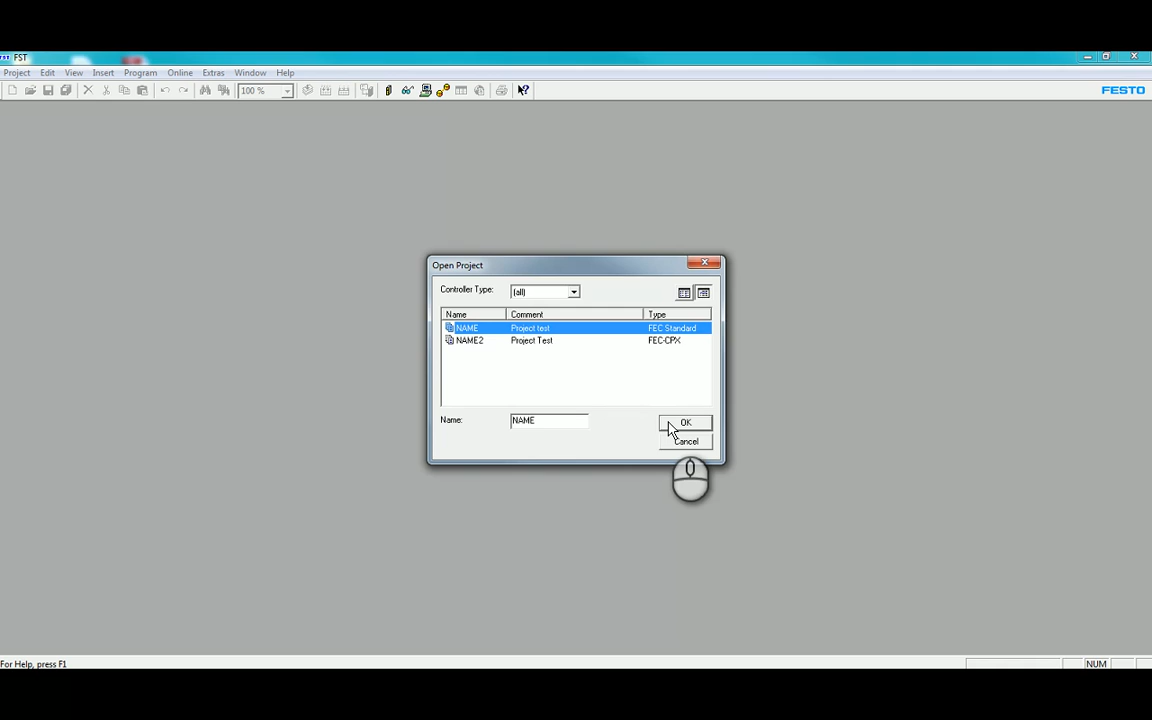 FST
Project Edit View Insert Program Online Extras Window Help
100 %
FESTO
Open Project
Controller Type: (all)
Name Comment Type
NAME Project test FEC Standard
NAME2 Project Test FEC-CPX
Name: NAME OK
Cancel
For Help, press F1 NUM